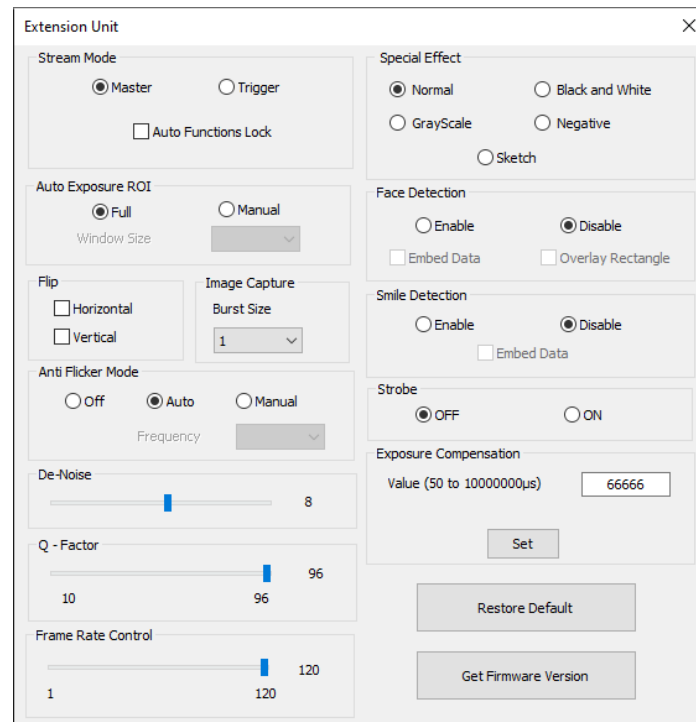 Extension Unit
Stream Mode
Master Trigger
Auto Functions Lock
Auto Exposure ROI
Full Manual
Window Size
Flip
Horizontal
Vertical
Image Capture
Burst Size
1
Anti Flicker Mode
Off Auto Manual
Frequency
De-Noise
8
Q - Factor
96
10 96
Frame Rate Control
120
1 120
Special Effect
Normal Black and White
GrayScale Negative
Sketch
Face Detection
Enable Disable
Embed Data Overlay Rectangle
Smile Detection
Enable Disable
Embed Data
Strobe
OFF ON
Exposure Compensation
Value (50 to 10000000µs) 66666
Set
Restore Default
Get Firmware Version